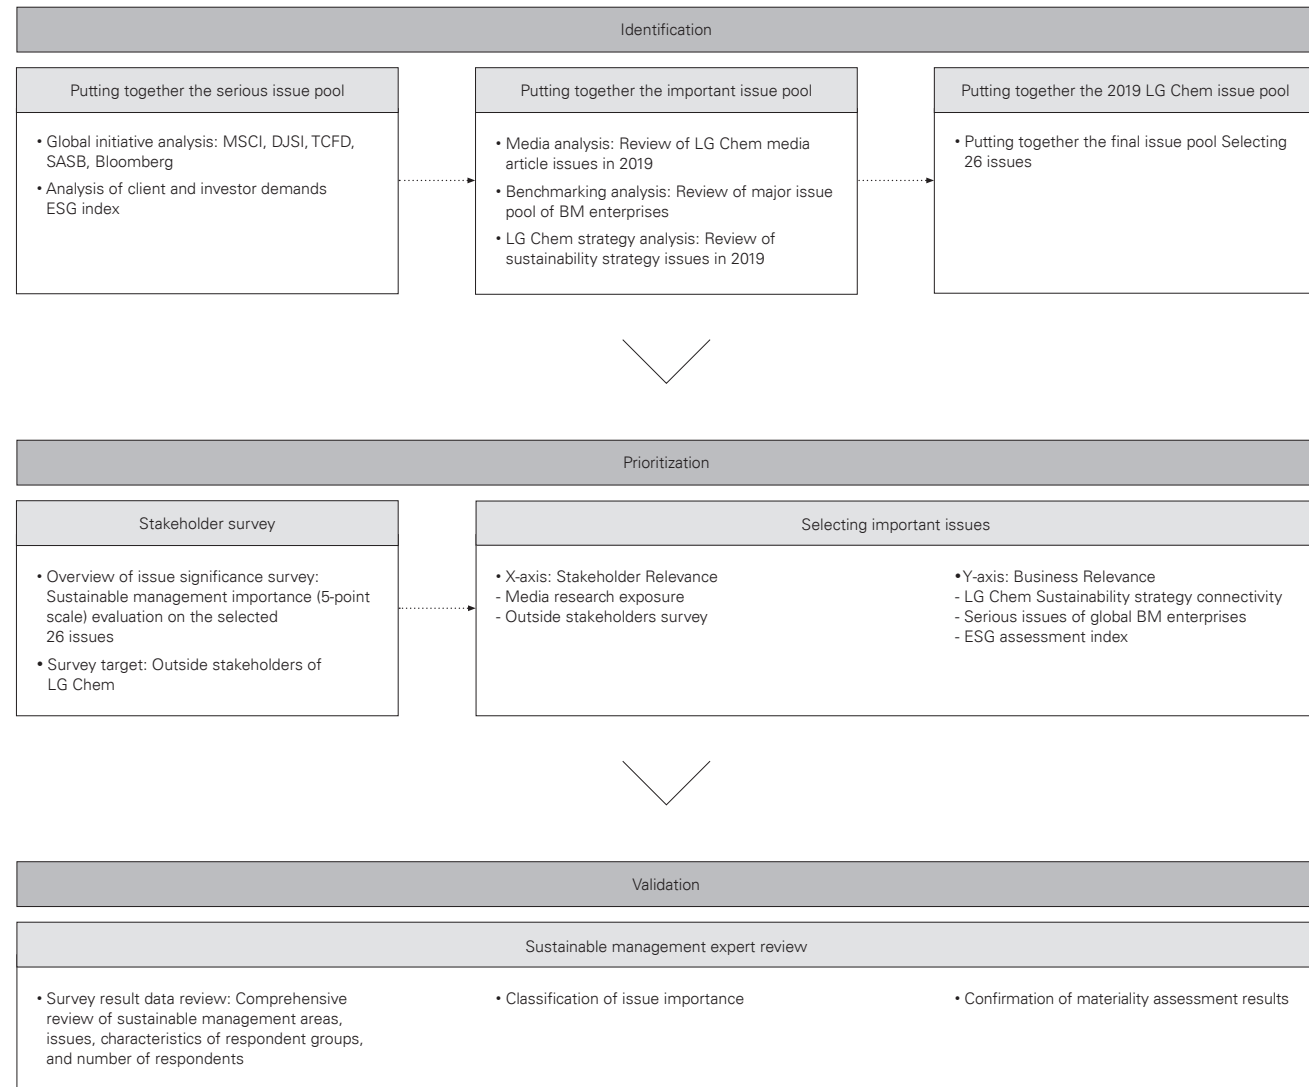 Identification
Putting together the serious issue pool
• Global initiative analysis: MSCI, DJSI, TCFD,
SASB, Bloomberg
• Analysis of client and investor demands
ESG index
Putting together the important issue pool
• Media analysis: Review of LG Chem media
article issues in 2019
• Benchmarking analysis: Review of major issue
pool of BM enterprises
• LG Chem strategy analysis: Review of
sustainability strategy issues in 2019
Putting together the 2019 LG Chem issue pool
• Putting together the final issue pool Selecting
26 issues
Prioritization
Stakeholder survey
• Overview of issue significance survey:
Sustainable management importance (5-point
scale) evaluation on the selected
26 issues
• Survey target: Outside stakeholders of
LG Chem
Selecting important issues
• X-axis: Stakeholder Relevance
- Media research exposure
- Outside stakeholders survey
•Y-axis: Business Relevance
- LG Chem Sustainability strategy connectivity
- Serious issues of global BM enterprises
- ESG assessment index
Validation
Sustainable management expert review
• Survey result data review: Comprehensive
review of sustainable management areas,
issues, characteristics of respondent groups,
and number of respondents
• Classification of issue importance
• Confirmation of materiality assessment results